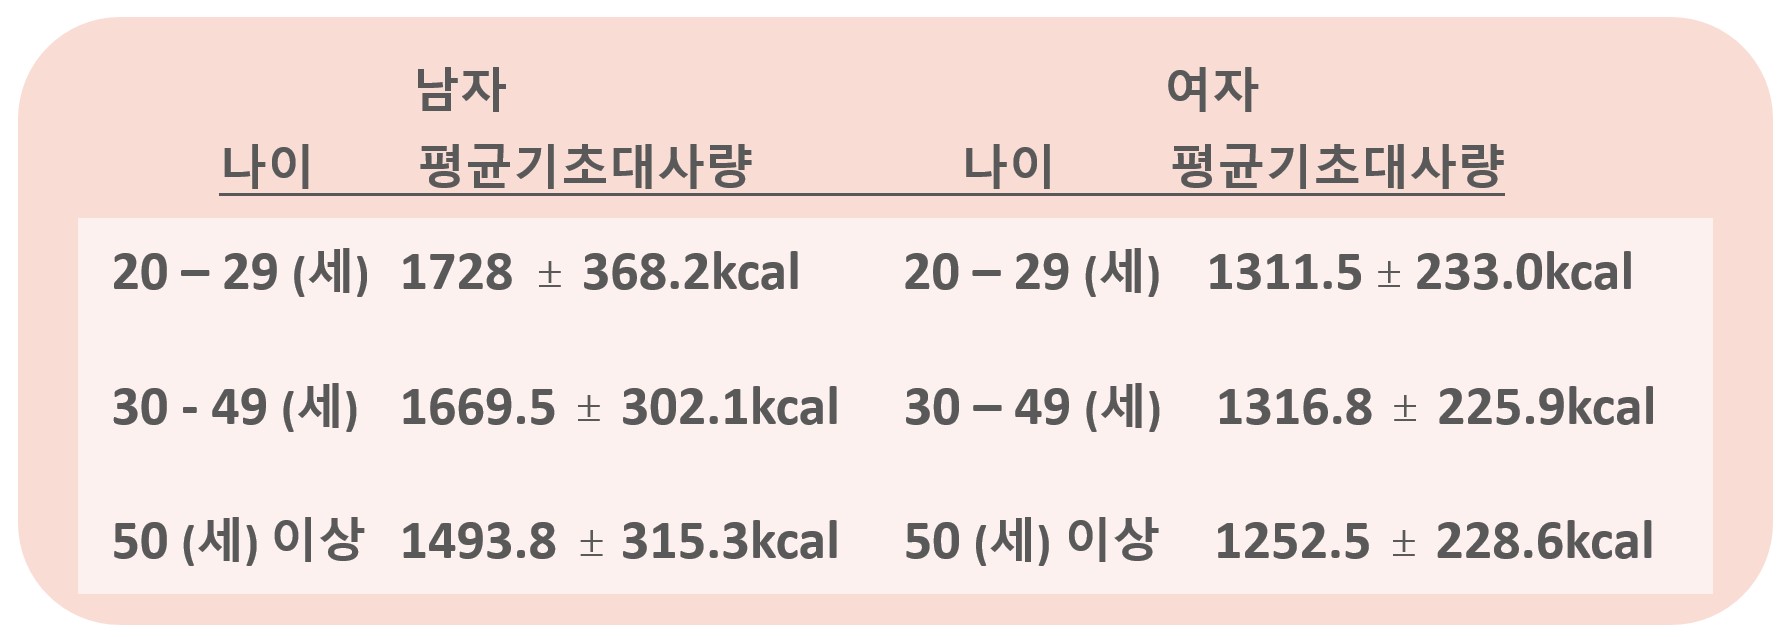 남자 여자
나이 평균기초대사량 나이 평균기초대사량
20 – 29 (세) 1728 ± 368.2kcal 20 – 29 (세) 1311.5 ± 233.0kcal
30 - 49 (세) 1669.5 ± 302.1kcal 30 – 49 (세) 1316.8 ± 225.9kcal
50 (세) 이상 1493.8 ± 315.3kcal 50 (세) 이상 1252.5 ± 228.6kcal